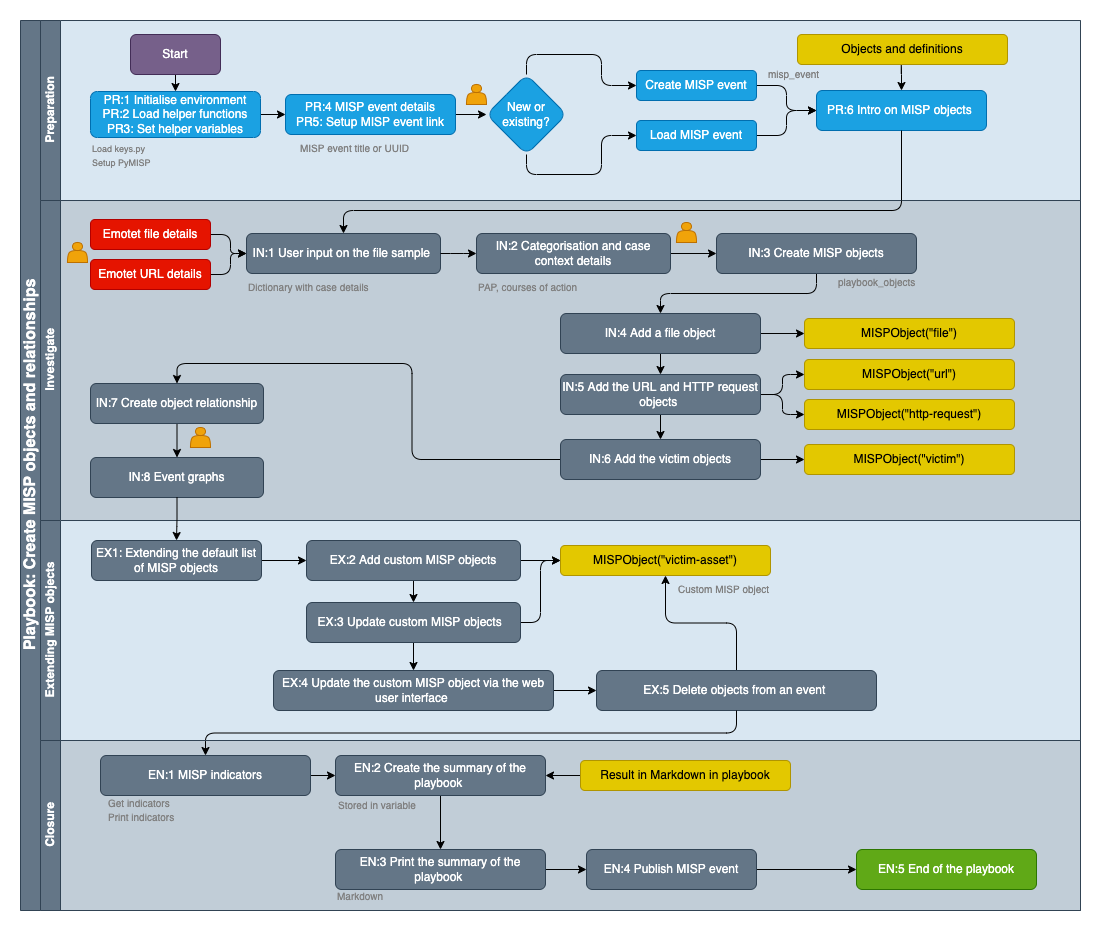 Playbook: Create MISP objects and relationships
Preparation
Start
Objects and definitions
PR:1 Initialise environment
PR:2 Load helper functions
PR3: Set helper variables
Load keys.py
Setup PyMISP
PR:4 MISP event details
PR5: Setup MISP event link
MISP event title or UUID
New or
existing?
Create MISP event
Load MISP event
misp_event
PR:6 Intro on MISP objects
Investigate
Emotet file details
Emotet URL details
IN:1 User input on the file sample
Dictionary with case details
IN:2 Categorisation and case
context details
PAP, courses of action
IN:3 Create MISP objects
playbook_objects
IN:4 Add a file object
MISPObject("file")
IN:5 Add the URL and HTTP request
objects
MISPObject("url")
MISPObject("http-request")
IN:6 Add the victim objects
MISPObject("victim")
IN:7 Create object relationship
IN:8 Event graphs
Extending MISP objects
EX1: Extending the default list
of MISP objects
EX:2 Add custom MISP objects
MISPObject("victim-asset")
Custom MISP object
EX:3 Update custom MISP objects
EX:4 Update the custom MISP object via the web
user interface
EX:5 Delete objects from an event
Closure
EN:1 MISP indicators
Get indicators
Print indicators
EN:2 Create the summary of the
playbook
Stored in variable
Result in Markdown in playbook
EN:3 Print the summary of the
playbook
Markdown
EN:4 Publish MISP event
EN:5 End of the playbook